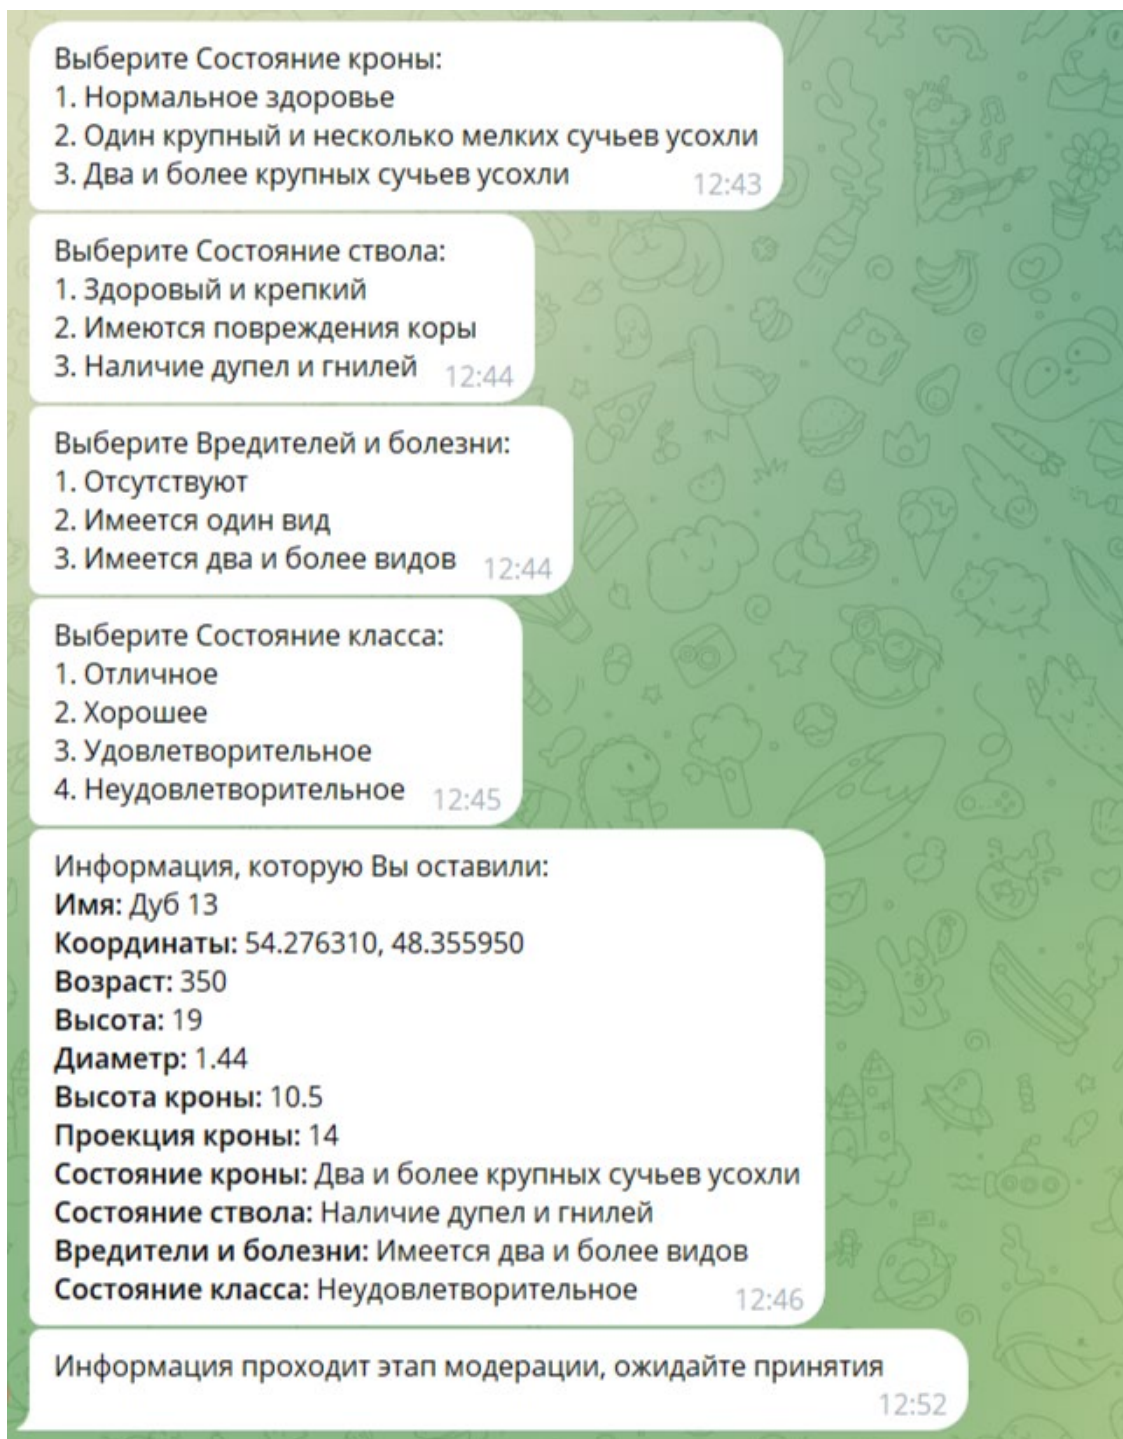 Выберите Состояние кроны:
1. Нормальное здоровье
2. Один крупный и несколько мелких сучьев усохли
3. Два и более крупных сучьев усохли
12:43
Выберите Состояние ствола:
1. Здоровый и крепкий
2. Имеются повреждения коры
3. Наличие дупел и гнилей
12:44
Выберите Вредителей и болезни:
1. Отсутствуют
2. Имеется один вид
3. Имеется два и более видов
12:44
Выберите Состояние класса:
1. Отличное
2. Хорошее
3. Удовлетворительное
4. Неудовлетворительное
12:45
Информация, которую Вы оставили:
Имя: Дуб 13
Координаты: 54.276310, 48.355950
Возраст: 350
Высота: 19
Диаметр: 1.44
Высота кроны: 10.5
Проекция кроны: 14
Состояние кроны: Два и более крупных сучьев усохли
Состояние ствола: Наличие дупел и гнилей
Вредители и болезни: Имеется два и более видов
Состояние класса: Неудовлетворительное
12:46
Информация проходит этап модерации, ожидайте принятия
12:52